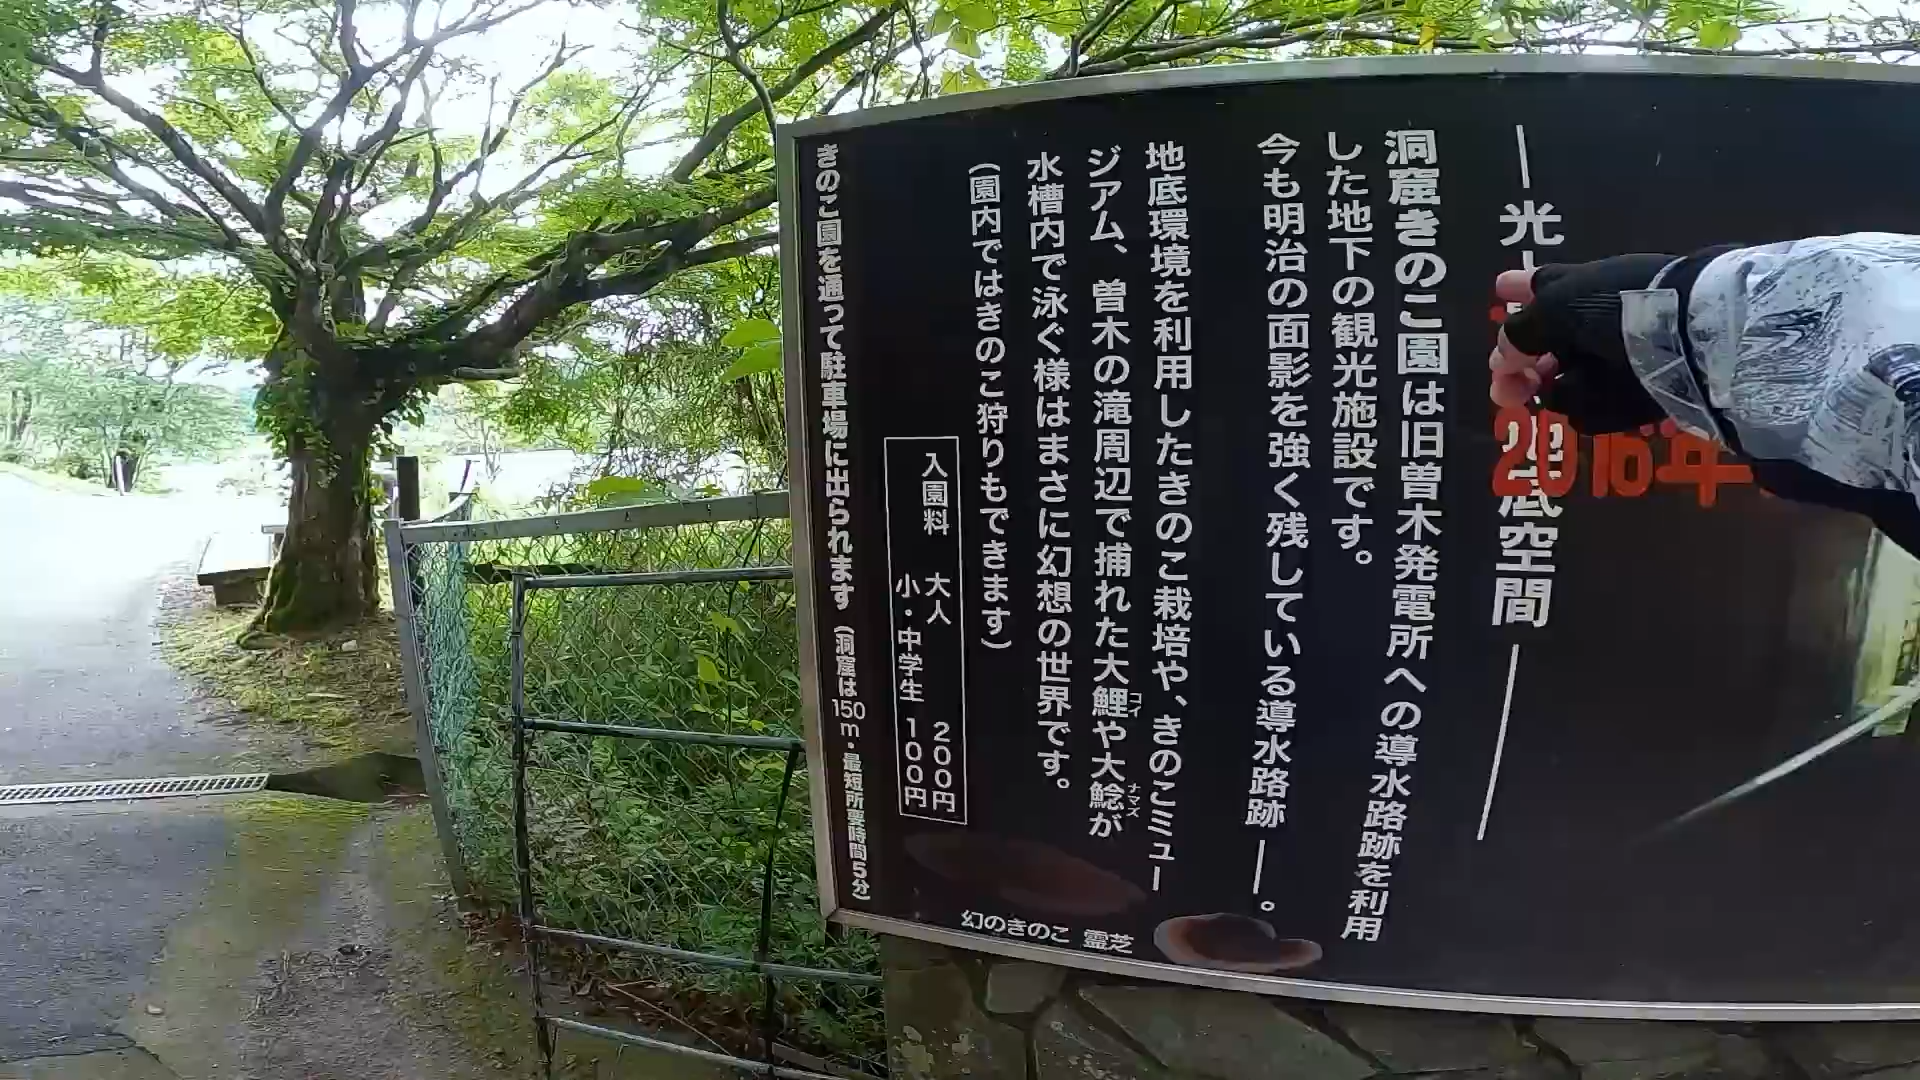 ―光
地底空間―
2016年
洞窟きのこ園は旧曽木発電所への導水路跡を利用
した地下の観光施設です。
今も明治の面影を強く残している導水路跡―。
地底環境を利用したきのこ栽培や、きのこミュー
ジアム、曽木の滝周辺で捕れた大鯉や大鯰が
コイ
ナマズ
水槽内で泳ぐ様はまさに幻想の世界です。
(園内ではきのこ狩りもできます)
入園料 大人 200円
小・中学生 100円
きのこ園を通って駐車場に出られます(洞窟は150m・最短所要時間5分)
幻のきのこ 霊芝